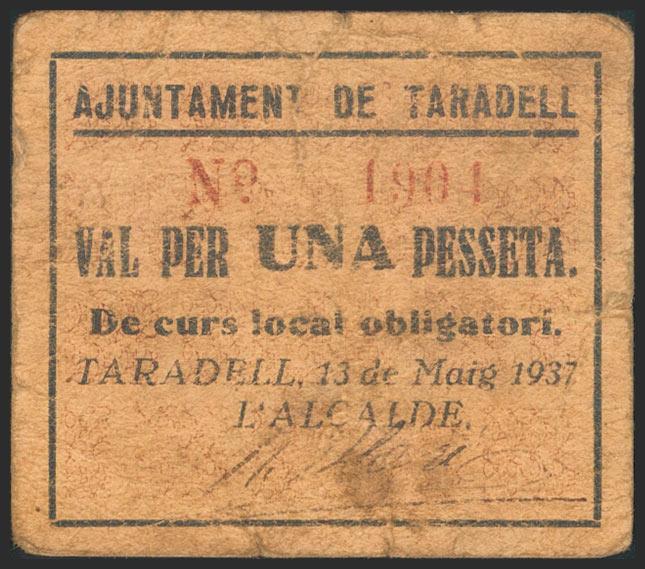 AJUNTAMENT DE TARADELL
Nº 1904
VAL PER UNA PESSETA.
De curs local obligatori.
TARADELL, 13 de Maig 1937
L'ALCALDE,